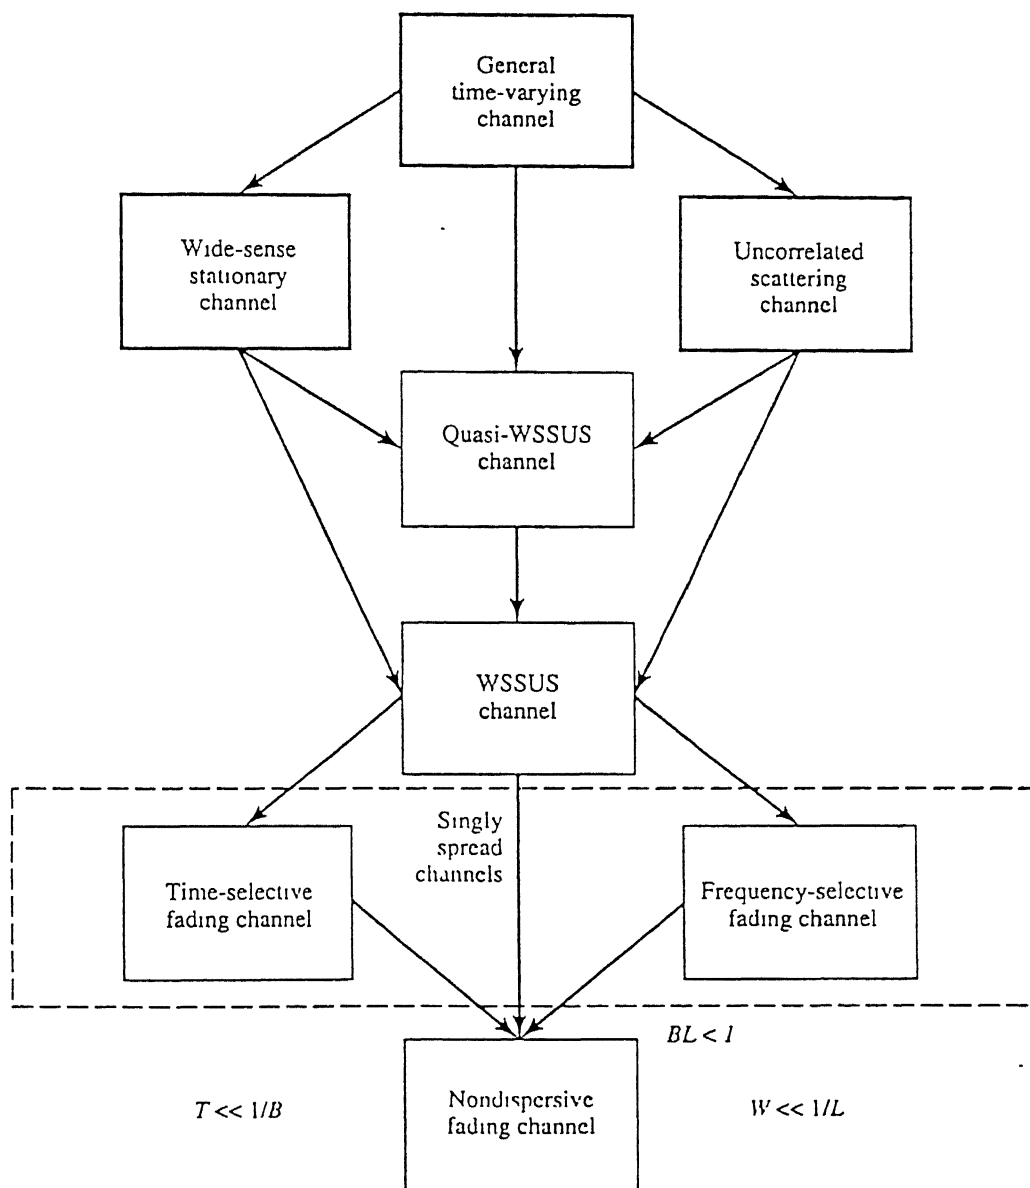 General
time-varying
channel
Wide-sense
stationary
channel
Uncorrelated
scattering
channel
Quasi-WSSUS
channel
WSSUS
channel
Singly
spread
channels
Time-selective
fading channel
Frequency-selective
fading channel
BL < 1
T << 1/B
Nondispersive
fading channel
W << 1/L